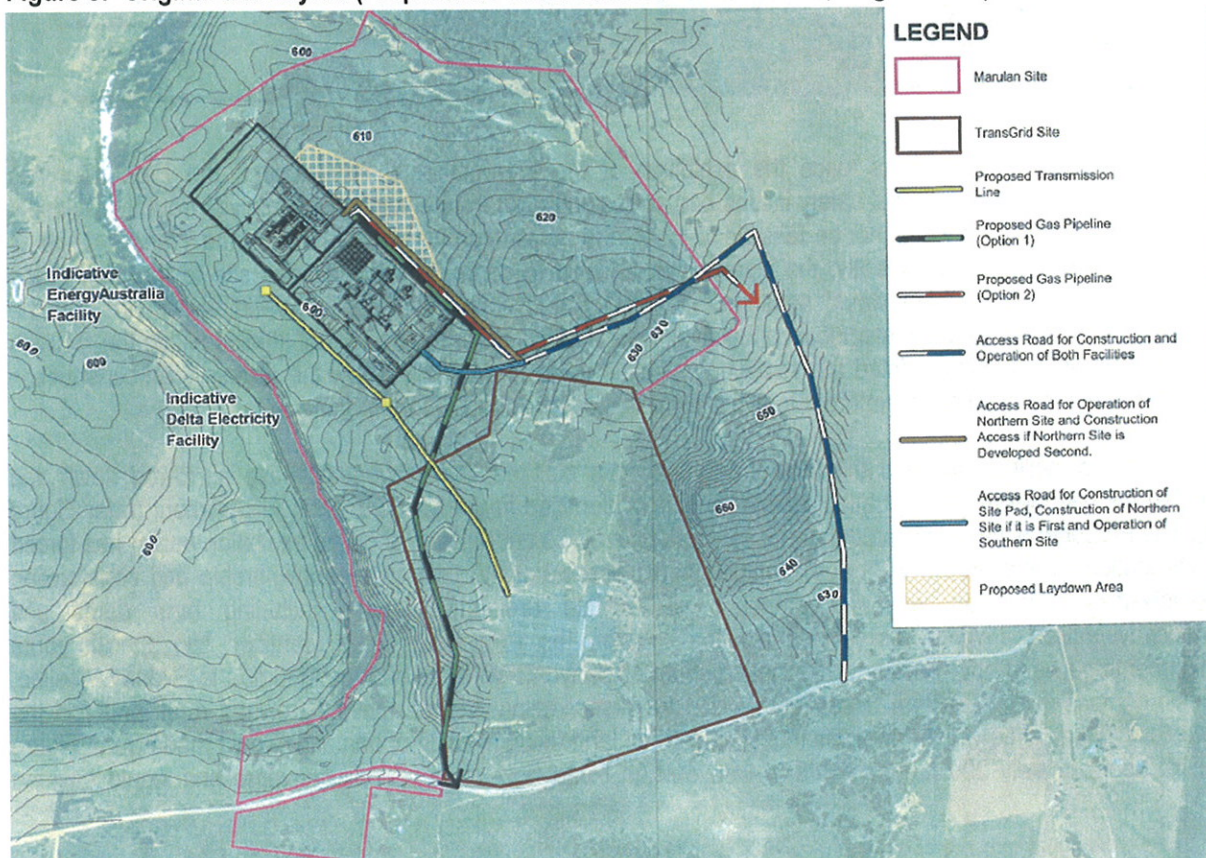 LEGEND
Marulan Site
TransGrid Site
Proposed Transmission
Line
Proposed Gas Pipeline
(Option 1)
Proposed Gas Pipeline
(Option 2)
Access Road for Construction and
Operation of Both Facilities
Access Road for Operation of
Northern Site and Construction
Access if Northern Site is
Developed Second.
Access Road for Construction of
Site Pad, Construction of Northern
Site if it is First and Operation of
Southern Site
Proposed Laydown Area
600
610
620
Indicative
EnergyAustralia
Facility
600
600
600
630
630
Indicative
Delta Electricity
Facility
650
660
600
640
630